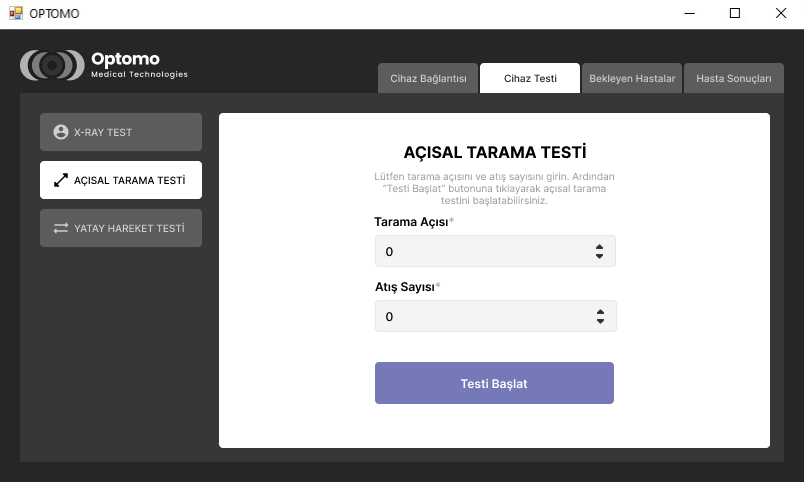 OPTOMO
Optomo
Medical Technologies
Cihaz Bağlantısı
Cihaz Testi
Bekleyen Hastalar
Hasta Sonuçları
X-RAY TEST
AÇISAL TARAMA TESTİ
YATAY HAREKET TESTİ
AÇISAL TARAMA TESTİ
Lütfen tarama açısını ve atış sayısını girin. Ardından
“Testi Başlat” butonuna tıklayarak açısal tarama
testini başlatabilirsiniz.
Tarama Açısı*
0
Atış Sayısı*
0
Testi Başlat